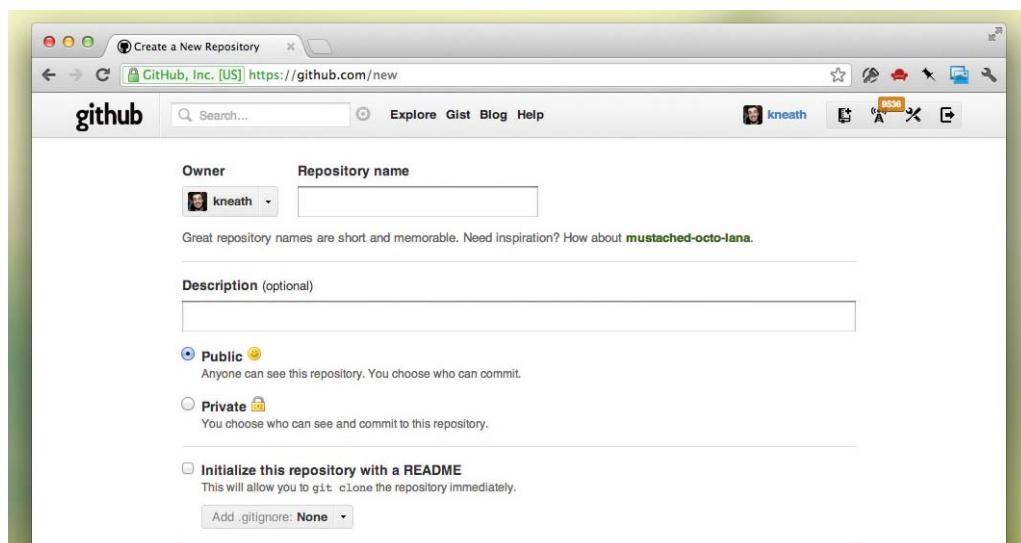 Create a New Repository
GitHub, Inc. [US] https://github.com/new
github Search... Explore Gist Blog Help kneath 9536
Owner Repository name
kneath
Great repository names are short and memorable. Need inspiration? How about mustached-octo-lana.
Description (optional)
Public
Anyone can see this repository. You choose who can commit.
Private
You choose who can see and commit to this repository.
Initialize this repository with a README
This will allow you to git clone the repository immediately.
Add .gitignore: None